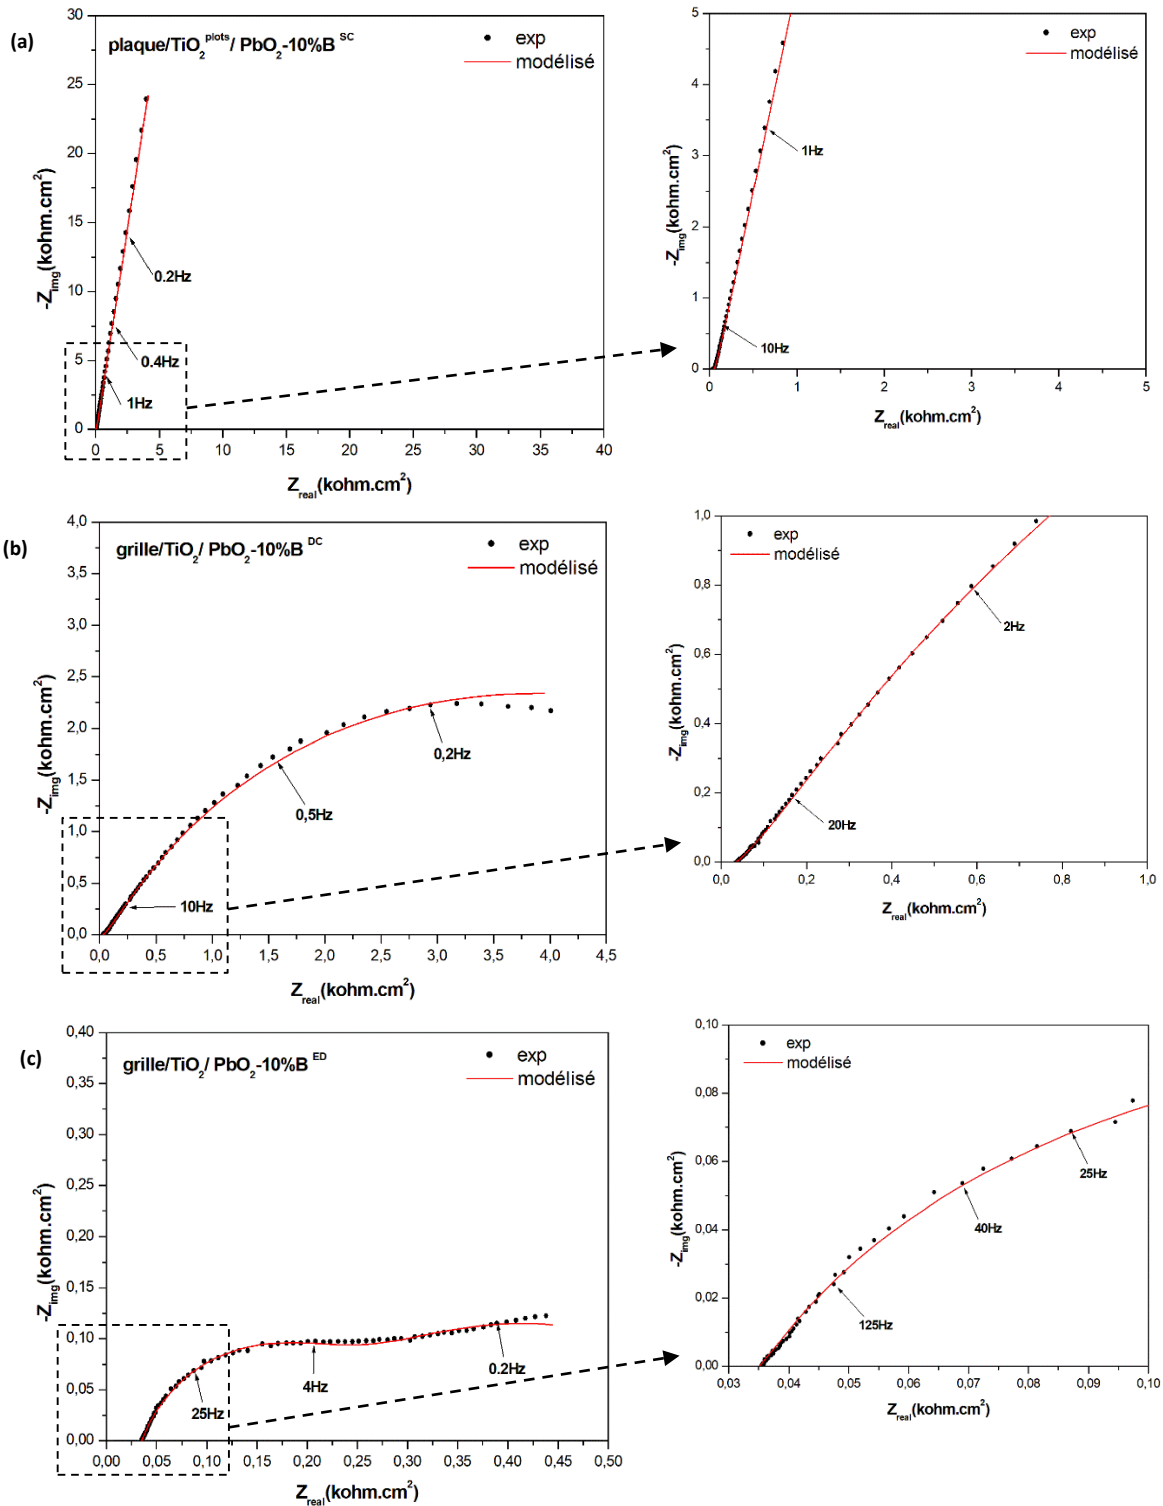 (a)
plaque/TiO2 plots/ PbO2-10%B SC
exp
modélisé
30
25
20
15
10
5
0
-Zimg(kohm.cm2)
0.2Hz
0.4Hz
1Hz
0 5 10 15 20 25 30 35 40
Zreal(kohm.cm2)
exp
modélisé
5
4
3
2
1
0
-Zimg(kohm.cm2)
1Hz
10Hz
0 1 2 3 4 5
Zreal(kohm.cm2)
(b)
grille/TiO2/ PbO2-10%B DC
exp
modélisé
4,0
3,5
3,0
2,5
2,0
1,5
1,0
0,5
0,0
-Zimg(kohm.cm2)
0,2Hz
0,5Hz
10Hz
0,0 0,5 1,0 1,5 2,0 2,5 3,0 3,5 4,0 4,5
Zreal(kohm.cm2)
exp
modélisé
1,0
0,8
0,6
0,4
0,2
0,0
-Zimg(kohm.cm2)
2Hz
20Hz
0,0 0,2 0,4 0,6 0,8 1,0
Zreal(kohm.cm2)
(c)
grille/TiO2/ PbO2-10%B ED
exp
modélisé
0,40
0,35
0,30
0,25
0,20
0,15
0,10
0,05
0,00
-Zimg(kohm.cm2)
25Hz
4Hz
0.2Hz
0,00 0,05 0,10 0,15 0,20 0,25 0,30 0,35 0,40 0,45 0,50
Zreal(kohm.cm2)
exp
modélisé
0,10
0,08
0,06
0,04
0,02
0,00
-Zimg(kohm.cm2)
25Hz
40Hz
125Hz
0,03 0,04 0,05 0,06 0,07 0,08 0,09 0,10
Zreal(kohm.cm2)